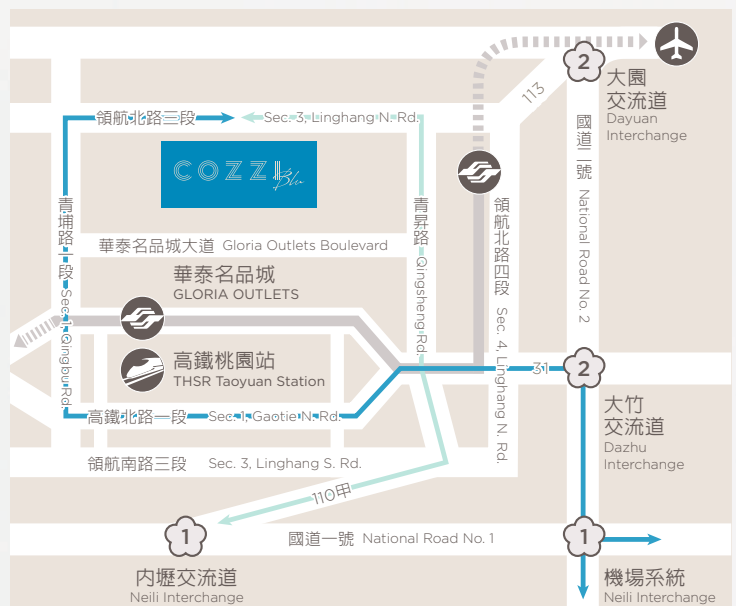 2
大園
交流道
Dayuan
Interchange
113
領航北路三段
Sec. 3, Linghang N. Rd.
COZZI
Blu
國道二號 National Road No. 2
青埔路一段 Sec. 1, Qingbu Rd.
青昇路 Qingsheng Rd.
領航北路四段 Sec. 4, Linghang N. Rd.
華泰名品城大道 Gloria Outlets Boulevard
華泰名品城
GLORIA OUTLETS
高鐵桃園站
THSR Taoyuan Station
31
2
大竹
交流道
Dazhu
Interchange
高鐵北路一段 Sec. 1, Gaotie N. Rd.
領航南路三段 Sec. 3, Linghang S. Rd.
110甲
1
國道一號 National Road No. 1
1
內壢交流道
Neili Interchange
機場系統
Neili Interchange